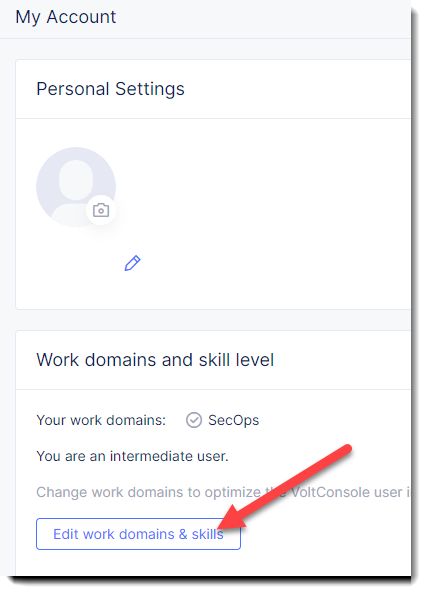 My Account
Personal Settings
Work domains and skill level
Your work domains: SecOps
You are an intermediate user.
Change work domains to optimize the VoltConsole user i
Edit work domains & skills